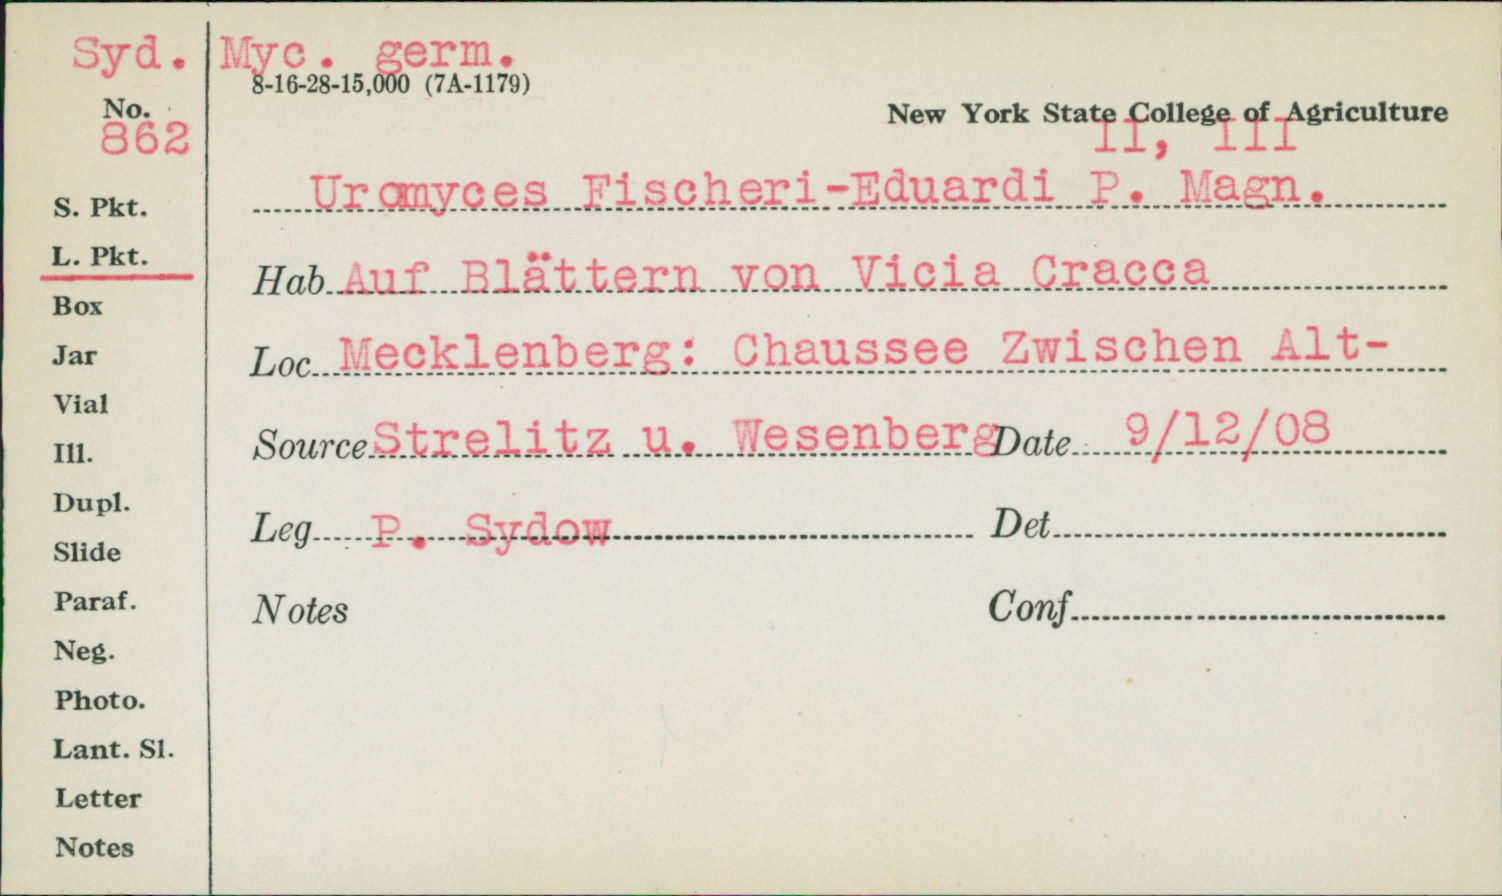 Syd. Myc. germ.
8-16-28-15,000 (7A-1179)
No.
862
New York State College of Agriculture
II, III
Uromyces Fischeri-Eduardi P. Magn.
S. Pkt.
L. Pkt.
Box
Jar
Vial
Ill.
Dupl.
Slide
Paraf.
Neg.
Photo.
Lant. Sl.
Letter
Notes
Hab Auf Blättern von Vicia Cracca
Loc Mecklenberg: Chaussee Zwischen Alt-
Source Strelitz u. Wesenberg Date 9/12/08
Leg P. Sydow Det
Notes Conf